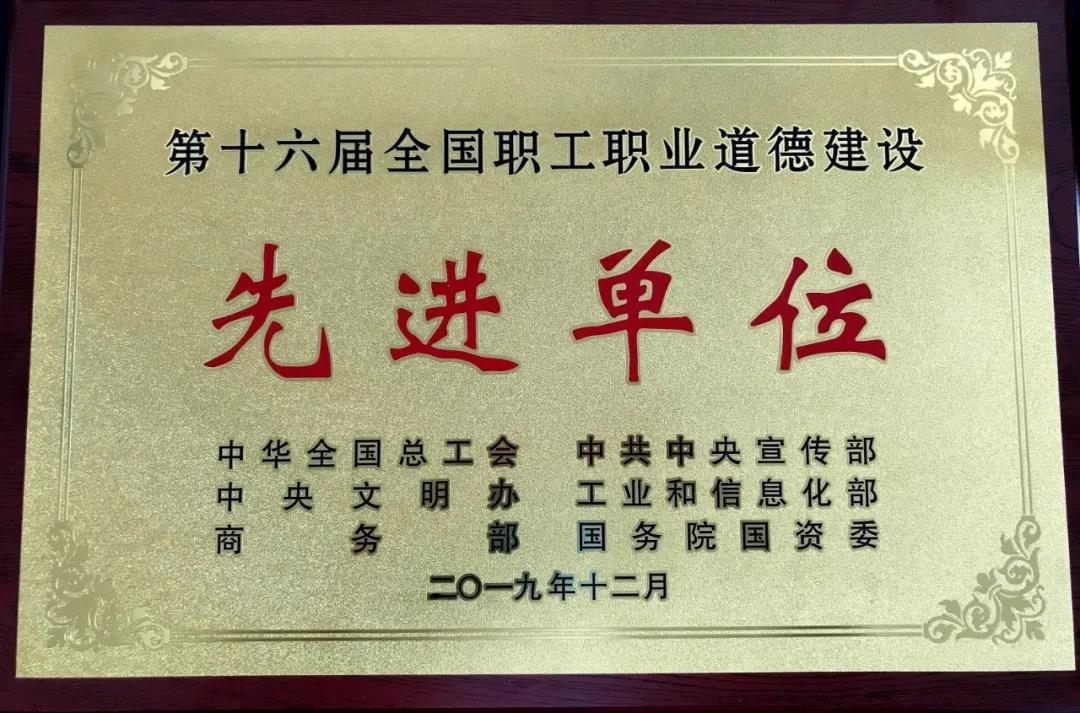 第十六届全国职工职业道德建设
先进单位
中华全国总工会 中共中央宣传部
中央文明办 工业和信息化部
商务部 国务院国资委
二〇一九年十二月